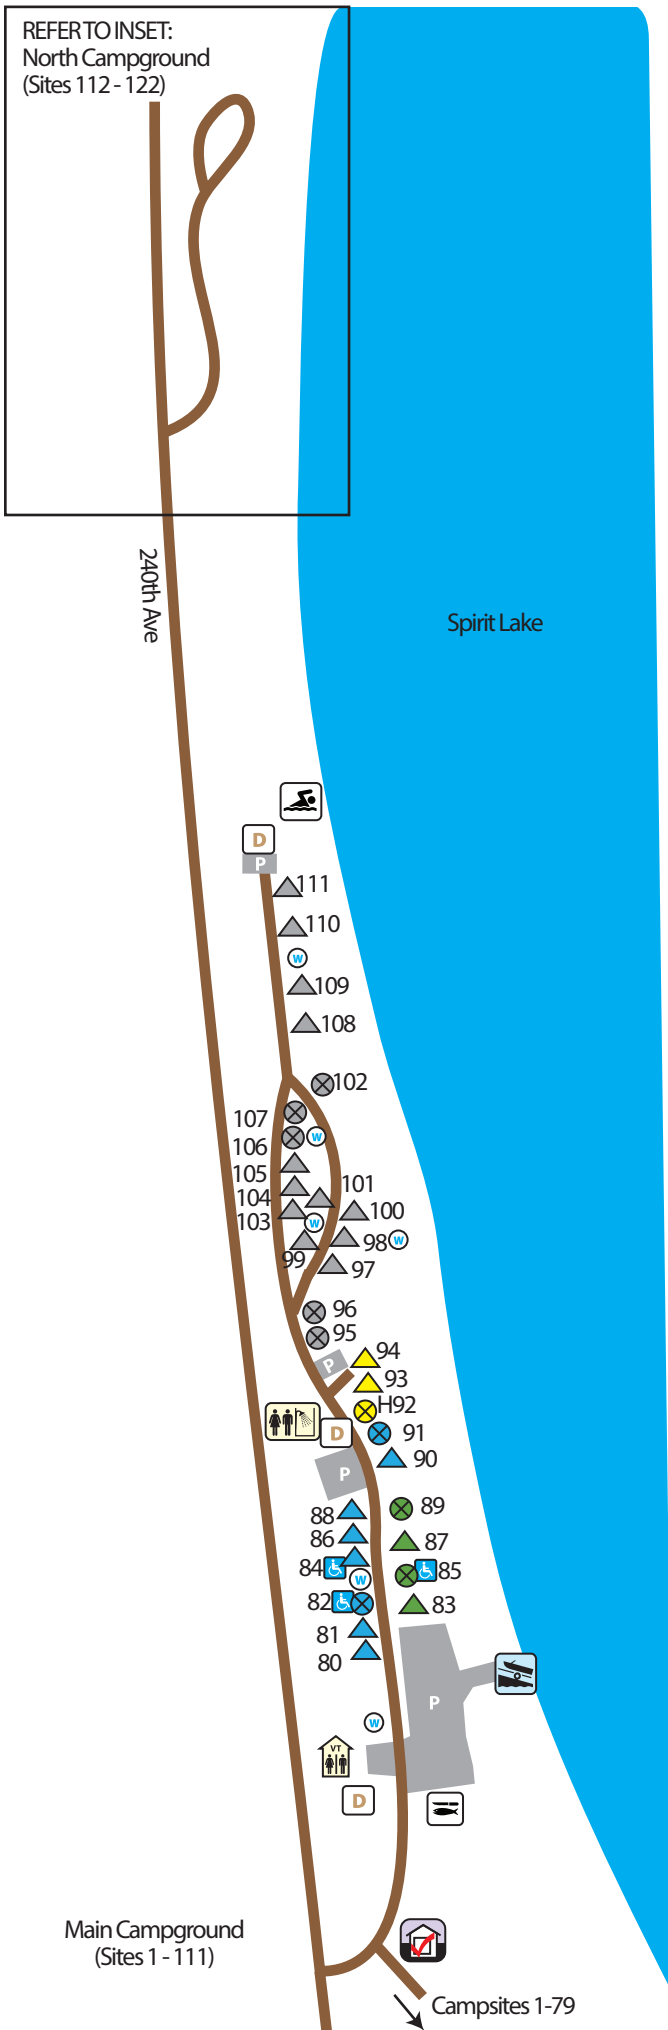 REFER TO INSET:
North Campground
(Sites 112 - 122)
240th Ave
Spirit Lake
D
P
111
110
W
109
108
102
107
106
W
105
104
101
103
100
W
98
W
99
97
96
95
P
94
93
H92
D
91
90
P
89
88
86
87
84
85
W
82
83
81
80
P
W
VT
D
Main Campground
(Sites 1 - 111)
Campsites 1-79